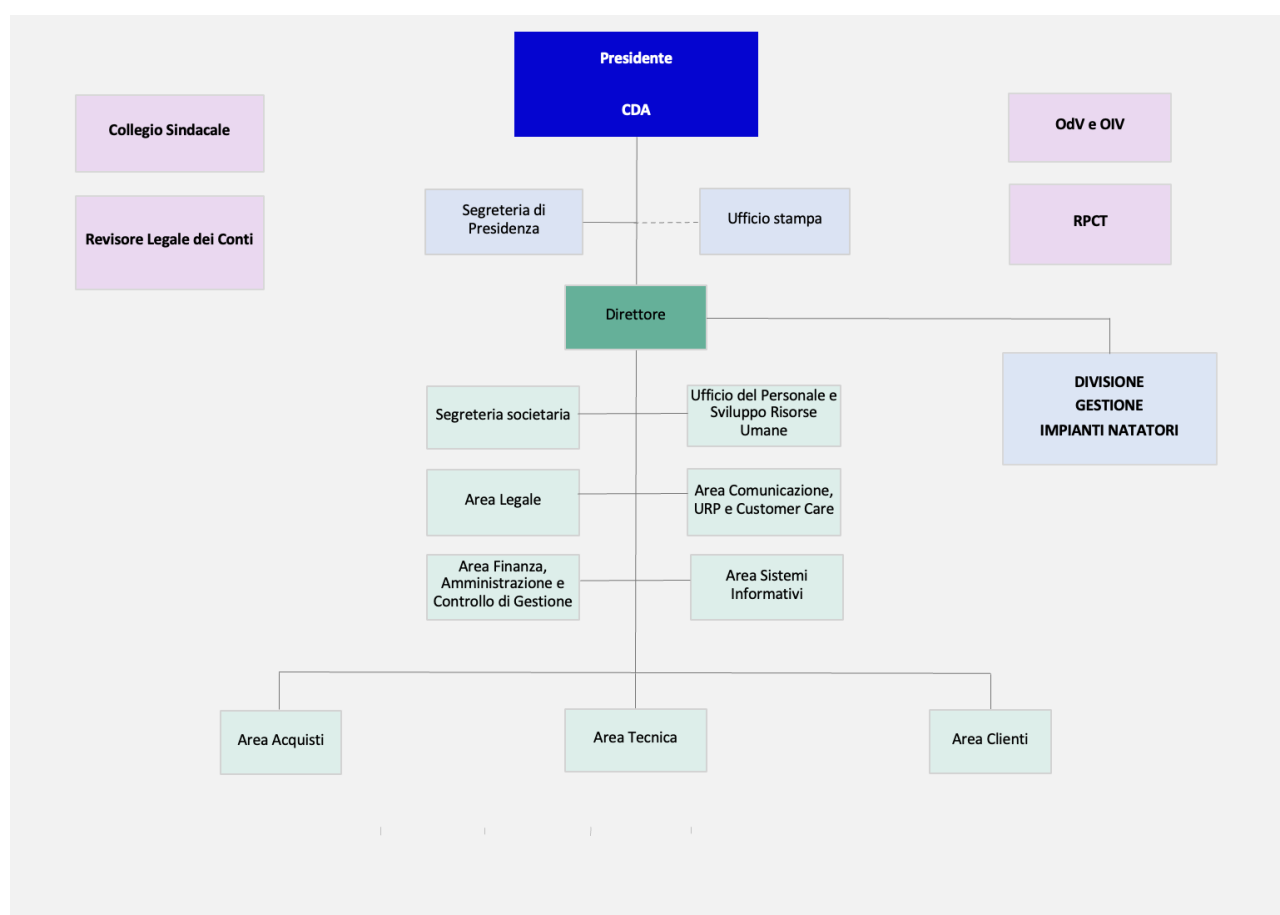 Presidente
CDA
Collegio Sindacale
OdV e OIV
Revisore Legale dei Conti
Segreteria di
Presidenza
Ufficio stampa
RPCT
Direttore
DIVISIONE
GESTIONE
IMPIANTI NATATORI
Segreteria societaria
Ufficio del Personale e
Sviluppo Risorse
Umane
Area Legale
Area Comunicazione,
URP e Customer Care
Area Finanza,
Amministrazione e
Controllo di Gestione
Area Sistemi
Informativi
Area Acquisti
Area Tecnica
Area Clienti